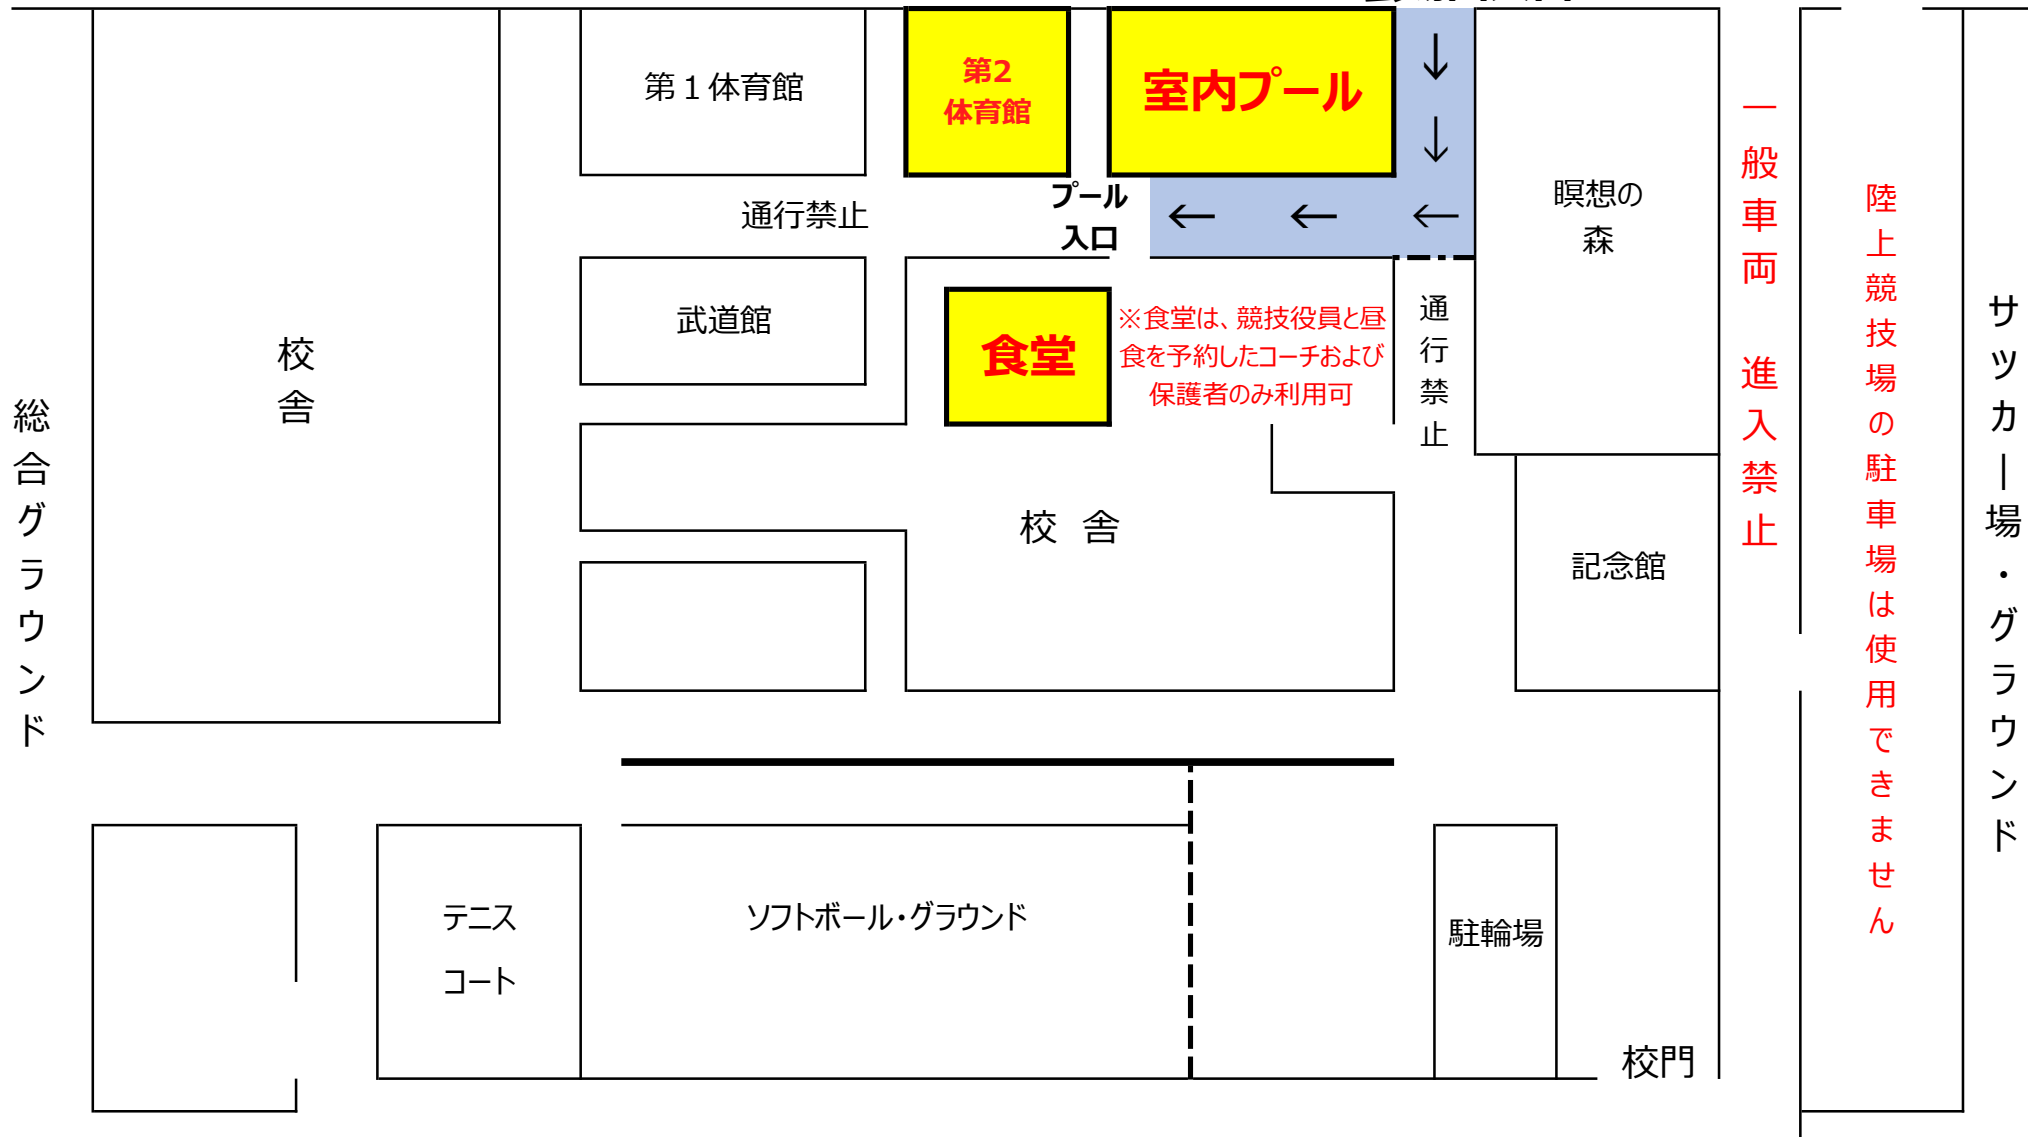 第１体育館
第2
体育館
室内プール
↓
↓
通行禁止
プール
入口
← ← ←
瞑想の
森
武道館
食堂
※食堂は、競技役員と昼
食を予約したコーチおよび
保護者のみ利用可
通行禁止
校舎
総合グラウンド
校 舎
記念館
一般車両 進入禁止
陸上競技場の駐車場は使用できません
サッカー場・グラウンド
テニス
コート
ソフトボール・グラウンド
駐輪場
校門